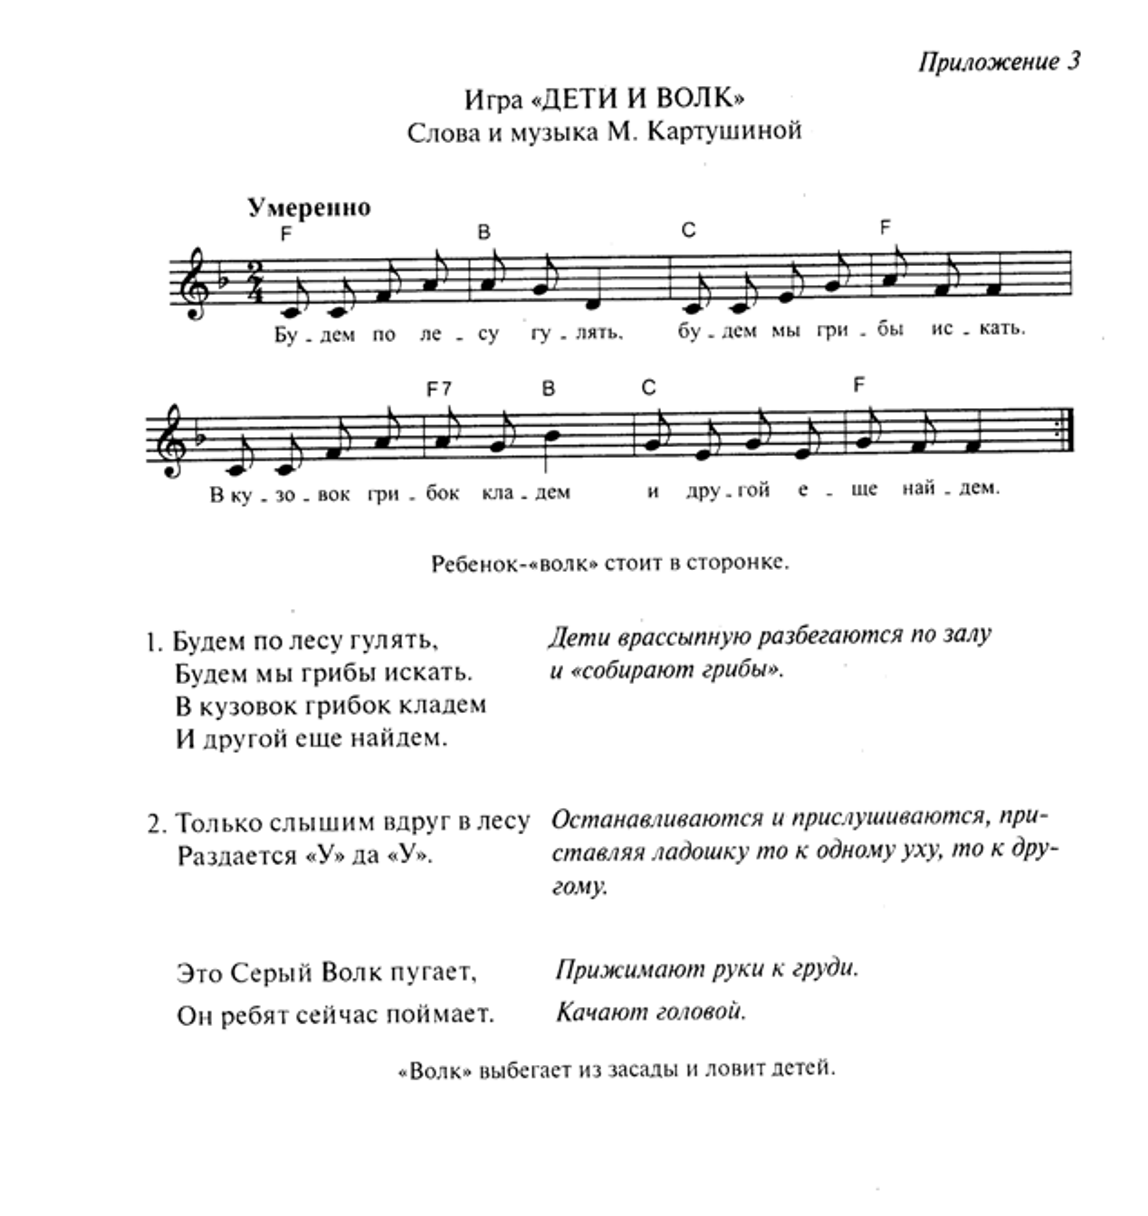 Приложение 3
Игра «ДЕТИ И ВОЛК»
Слова и музыка М. Картушиной
Умеренно
F B C F
2
4
Бу - дем по ле - су гу - лять. бу - дем мы гри - бы ис - кать.
F7 B C F
В ку - зо - вок гри - бок кла - дем и дру - гой е - ще най - дем.
Ребенок-«волк» стоит в сторонке.
1. Будем по лесу гулять,
Будем мы грибы искать.
В кузовок грибок кладем
И другой еще найдем.
Дети врассыпную разбегаются по залу
и «собирают грибы».
2. Только слышим вдруг в лесу
Раздается «У» да «У».
Останавливаются и прислушиваются, при-
ставляя ладошку то к одному уху, то к дру-
гому.
Это Серый Волк пугает,
Прижимают руки к груди.
Он ребят сейчас поймает.
Качают головой.
«Волк» выбегает из засады и ловит детей.